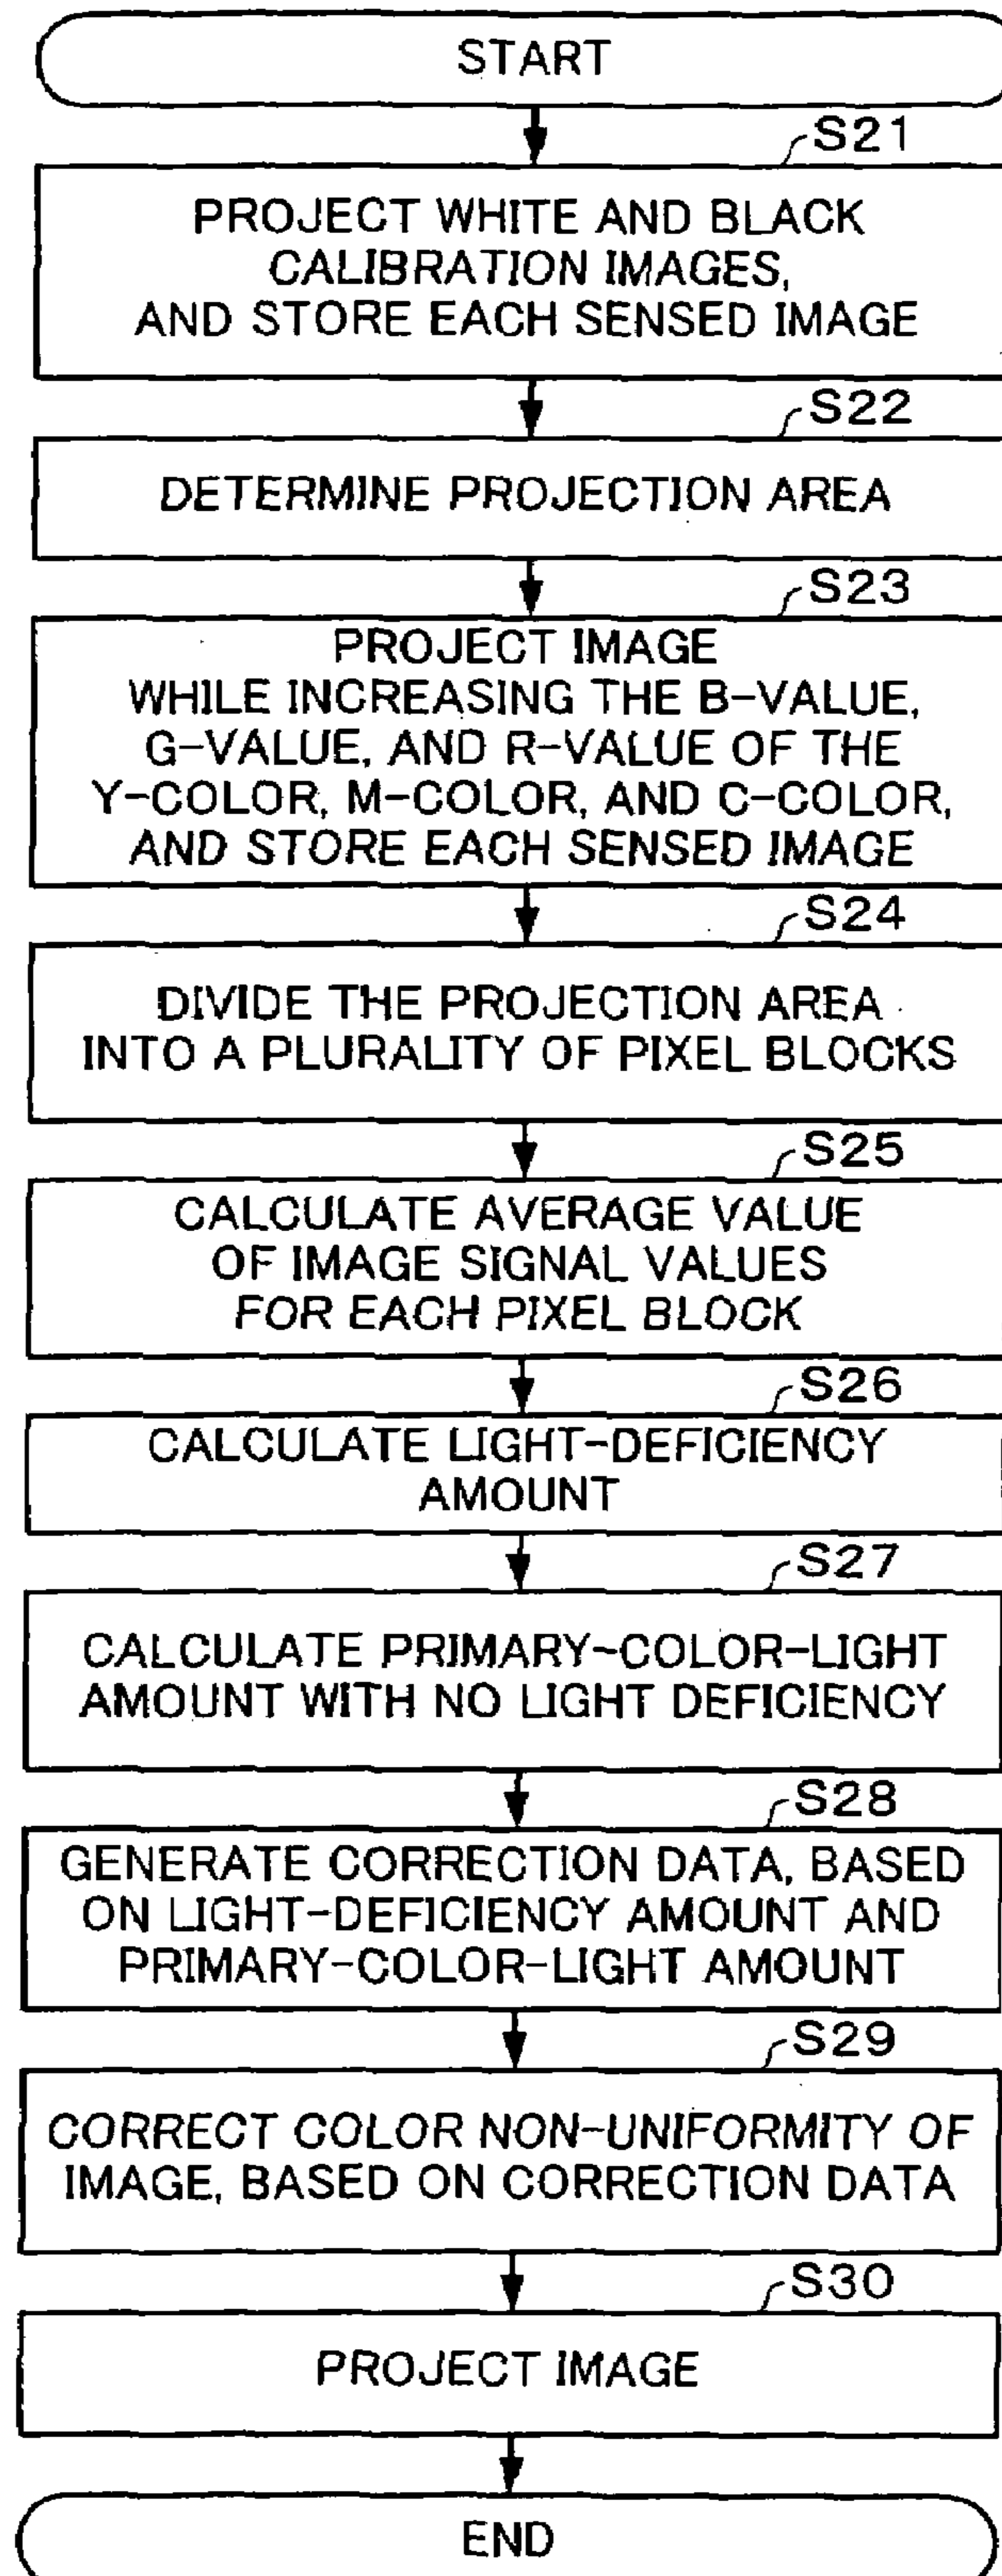 START
S21
PROJECT WHITE AND BLACK
CALIBRATION IMAGES,
AND STORE EACH SENSED IMAGE
S22
DETERMINE PROJECTION AREA
S23
PROJECT IMAGE
WHILE INCREASING THE B-VALUE,
G-VALUE, AND R-VALUE OF THE
Y-COLOR, M-COLOR, AND C-COLOR,
AND STORE EACH SENSED IMAGE
S24
DIVIDE THE PROJECTION AREA
INTO A PLURALITY OF PIXEL BLOCKS
S25
CALCULATE AVERAGE VALUE
OF IMAGE SIGNAL VALUES
FOR EACH PIXEL BLOCK
S26
CALCULATE LIGHT-DEFICIENCY
AMOUNT
S27
CALCULATE PRIMARY-COLOR-LIGHT
AMOUNT WITH NO LIGHT DEFICIENCY
S28
GENERATE CORRECTION DATA, BASED
ON LIGHT-DEFICIENCY AMOUNT AND
PRIMARY-COLOR-LIGHT AMOUNT
S29
CORRECT COLOR NON-UNIFORMITY OF
IMAGE, BASED ON CORRECTION DATA
S30
PROJECT IMAGE
END